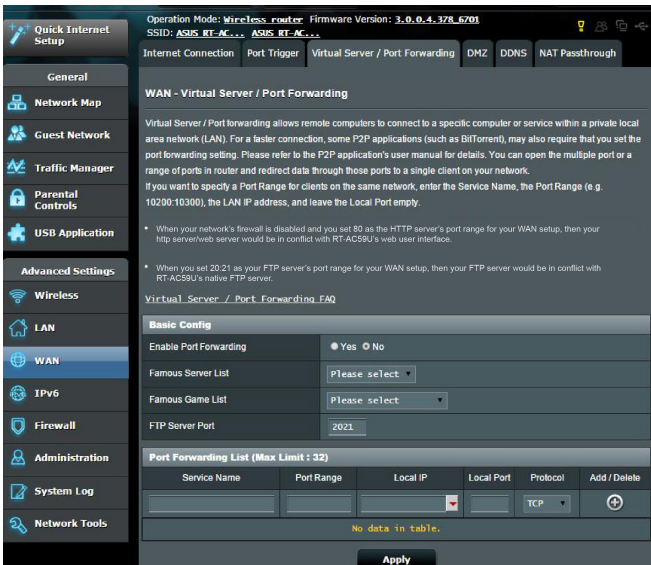 Operation Mode: Wireless router Firmware Version: 3.0.0.4.378_6701
SSID: ASUS RT-AC... ASUS RT-AC...
Quick Internet
Setup
General
Network Map
Guest Network
Traffic Manager
Parental
Controls
USB Application
Advanced Settings
Wireless
LAN
WAN
IPv6
Firewall
Administration
System Log
Network Tools
Internet Connection Port Trigger Virtual Server / Port Forwarding DMZ DDNS NAT Passthrough
WAN - Virtual Server / Port Forwarding
Virtual Server / Port forwarding allows remote computers to connect to a specific computer or service within a private local
area network (LAN). For a faster connection, some P2P applications (such as BitTorrent), may also require that you set the
port forwarding setting. Please refer to the P2P application's user manual for details. You can open the multiple port or a
range of ports in router and redirect data through those ports to a single client on your network.
If you want to specify a Port Range for clients on the same network, enter the Service Name, the Port Range (e.g.
10200:10300), the LAN IP address, and leave the Local Port empty.
• When your network's firewall is disabled and you set 80 as the HTTP server's port range for your WAN setup, then your
http server/web server would be in conflict with RT-AC59U's web user interface.
• When you set 20:21 as your FTP server's port range for your WAN setup, then your FTP server would be in conflict with
RT-AC59U's native FTP server.
Virtual Server / Port Forwarding FAQ
Basic Config
Enable Port Forwarding Yes No
Famous Server List Please select
Famous Game List Please select
FTP Server Port 2021
Port Forwarding List (Max Limit : 32)
Service Name Port Range Local IP Local Port Protocol Add / Delete
TCP
No data in table.
Apply